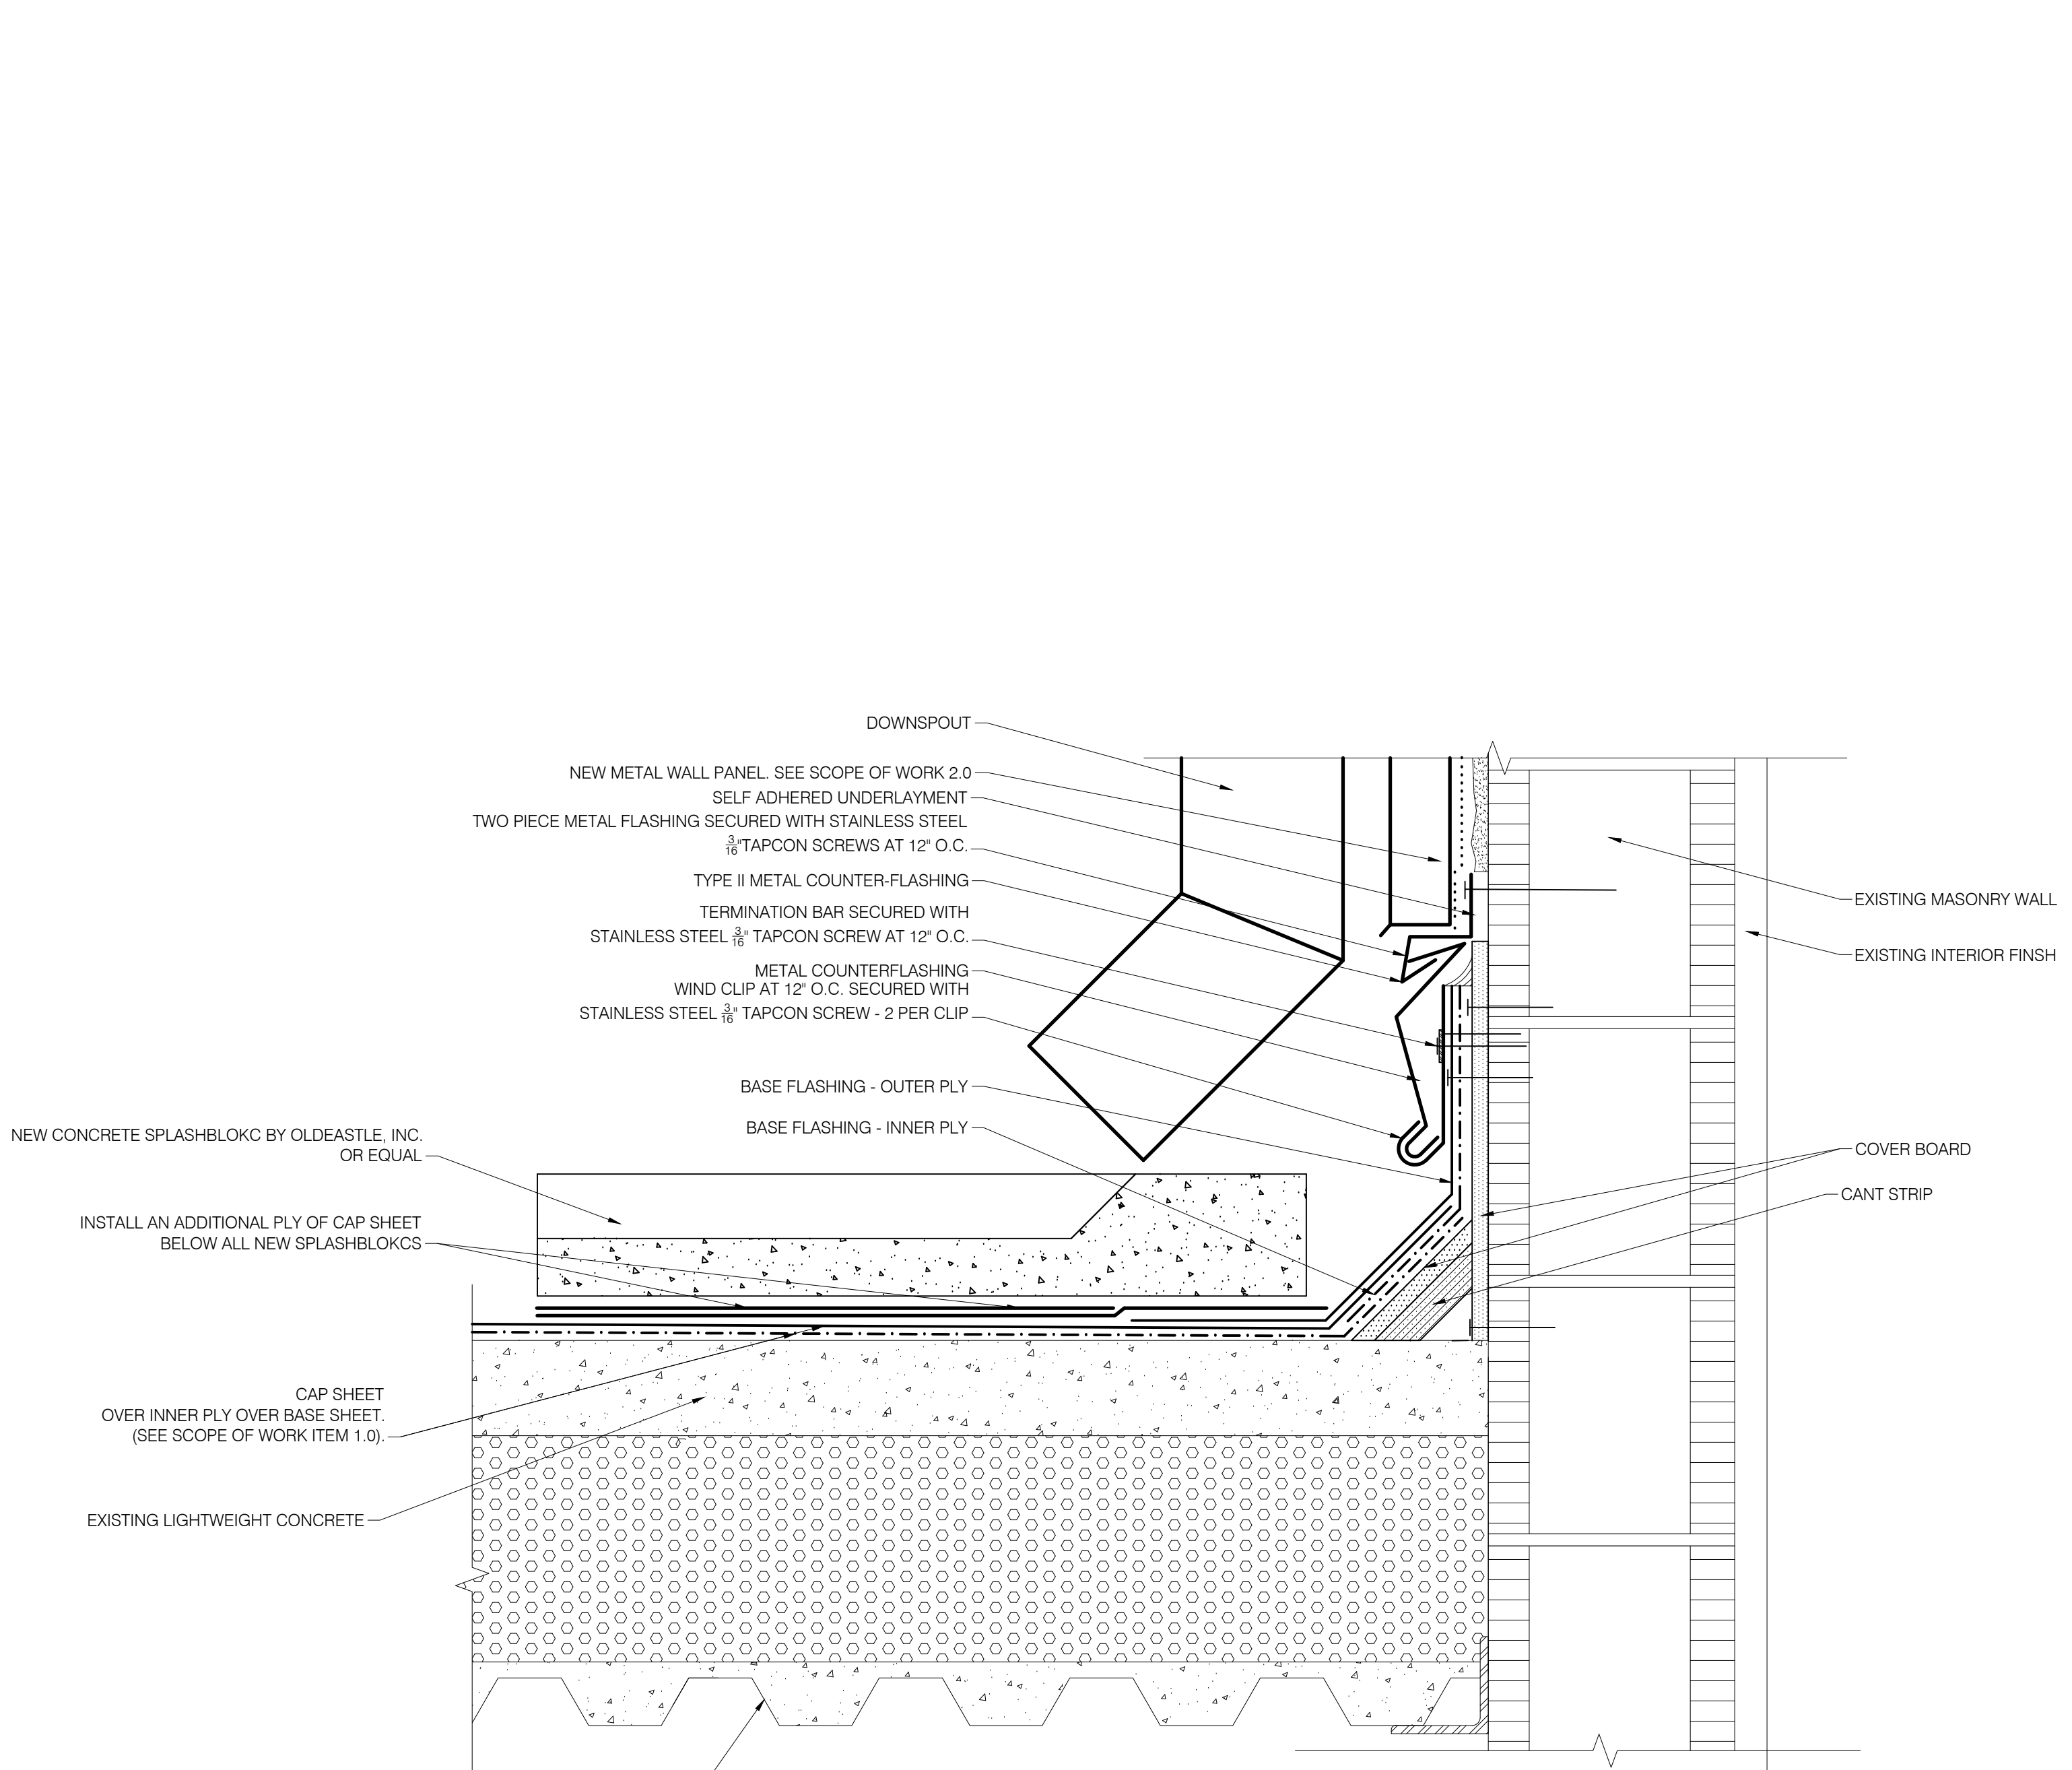 DOWNSPOUT
NEW METAL WALL PANEL. SEE SCOPE OF WORK 2.0
SELF ADHERED UNDERLAYMENT
TWO PIECE METAL FLASHING SECURED WITH STAINLESS STEEL
3/16"TAPCON SCREWS AT 12" O.C.
TYPE II METAL COUNTER-FLASHING
TERMINATION BAR SECURED WITH
STAINLESS STEEL 3/16" TAPCON SCREW AT 12" O.C.
METAL COUNTERFLASHING
WIND CLIP AT 12" O.C. SECURED WITH
STAINLESS STEEL 3/16" TAPCON SCREW - 2 PER CLIP
BASE FLASHING - OUTER PLY
BASE FLASHING - INNER PLY
NEW CONCRETE SPLASHBLOKC BY OLDEASTLE, INC.
OR EQUAL
INSTALL AN ADDITIONAL PLY OF CAP SHEET
BELOW ALL NEW SPLASHBLOKCS
CAP SHEET
OVER INNER PLY OVER BASE SHEET.
(SEE SCOPE OF WORK ITEM 1.0).
EXISTING LIGHTWEIGHT CONCRETE
EXISTING MASONRY WALL
EXISTING INTERIOR FINSH
COVER BOARD
CANT STRIP